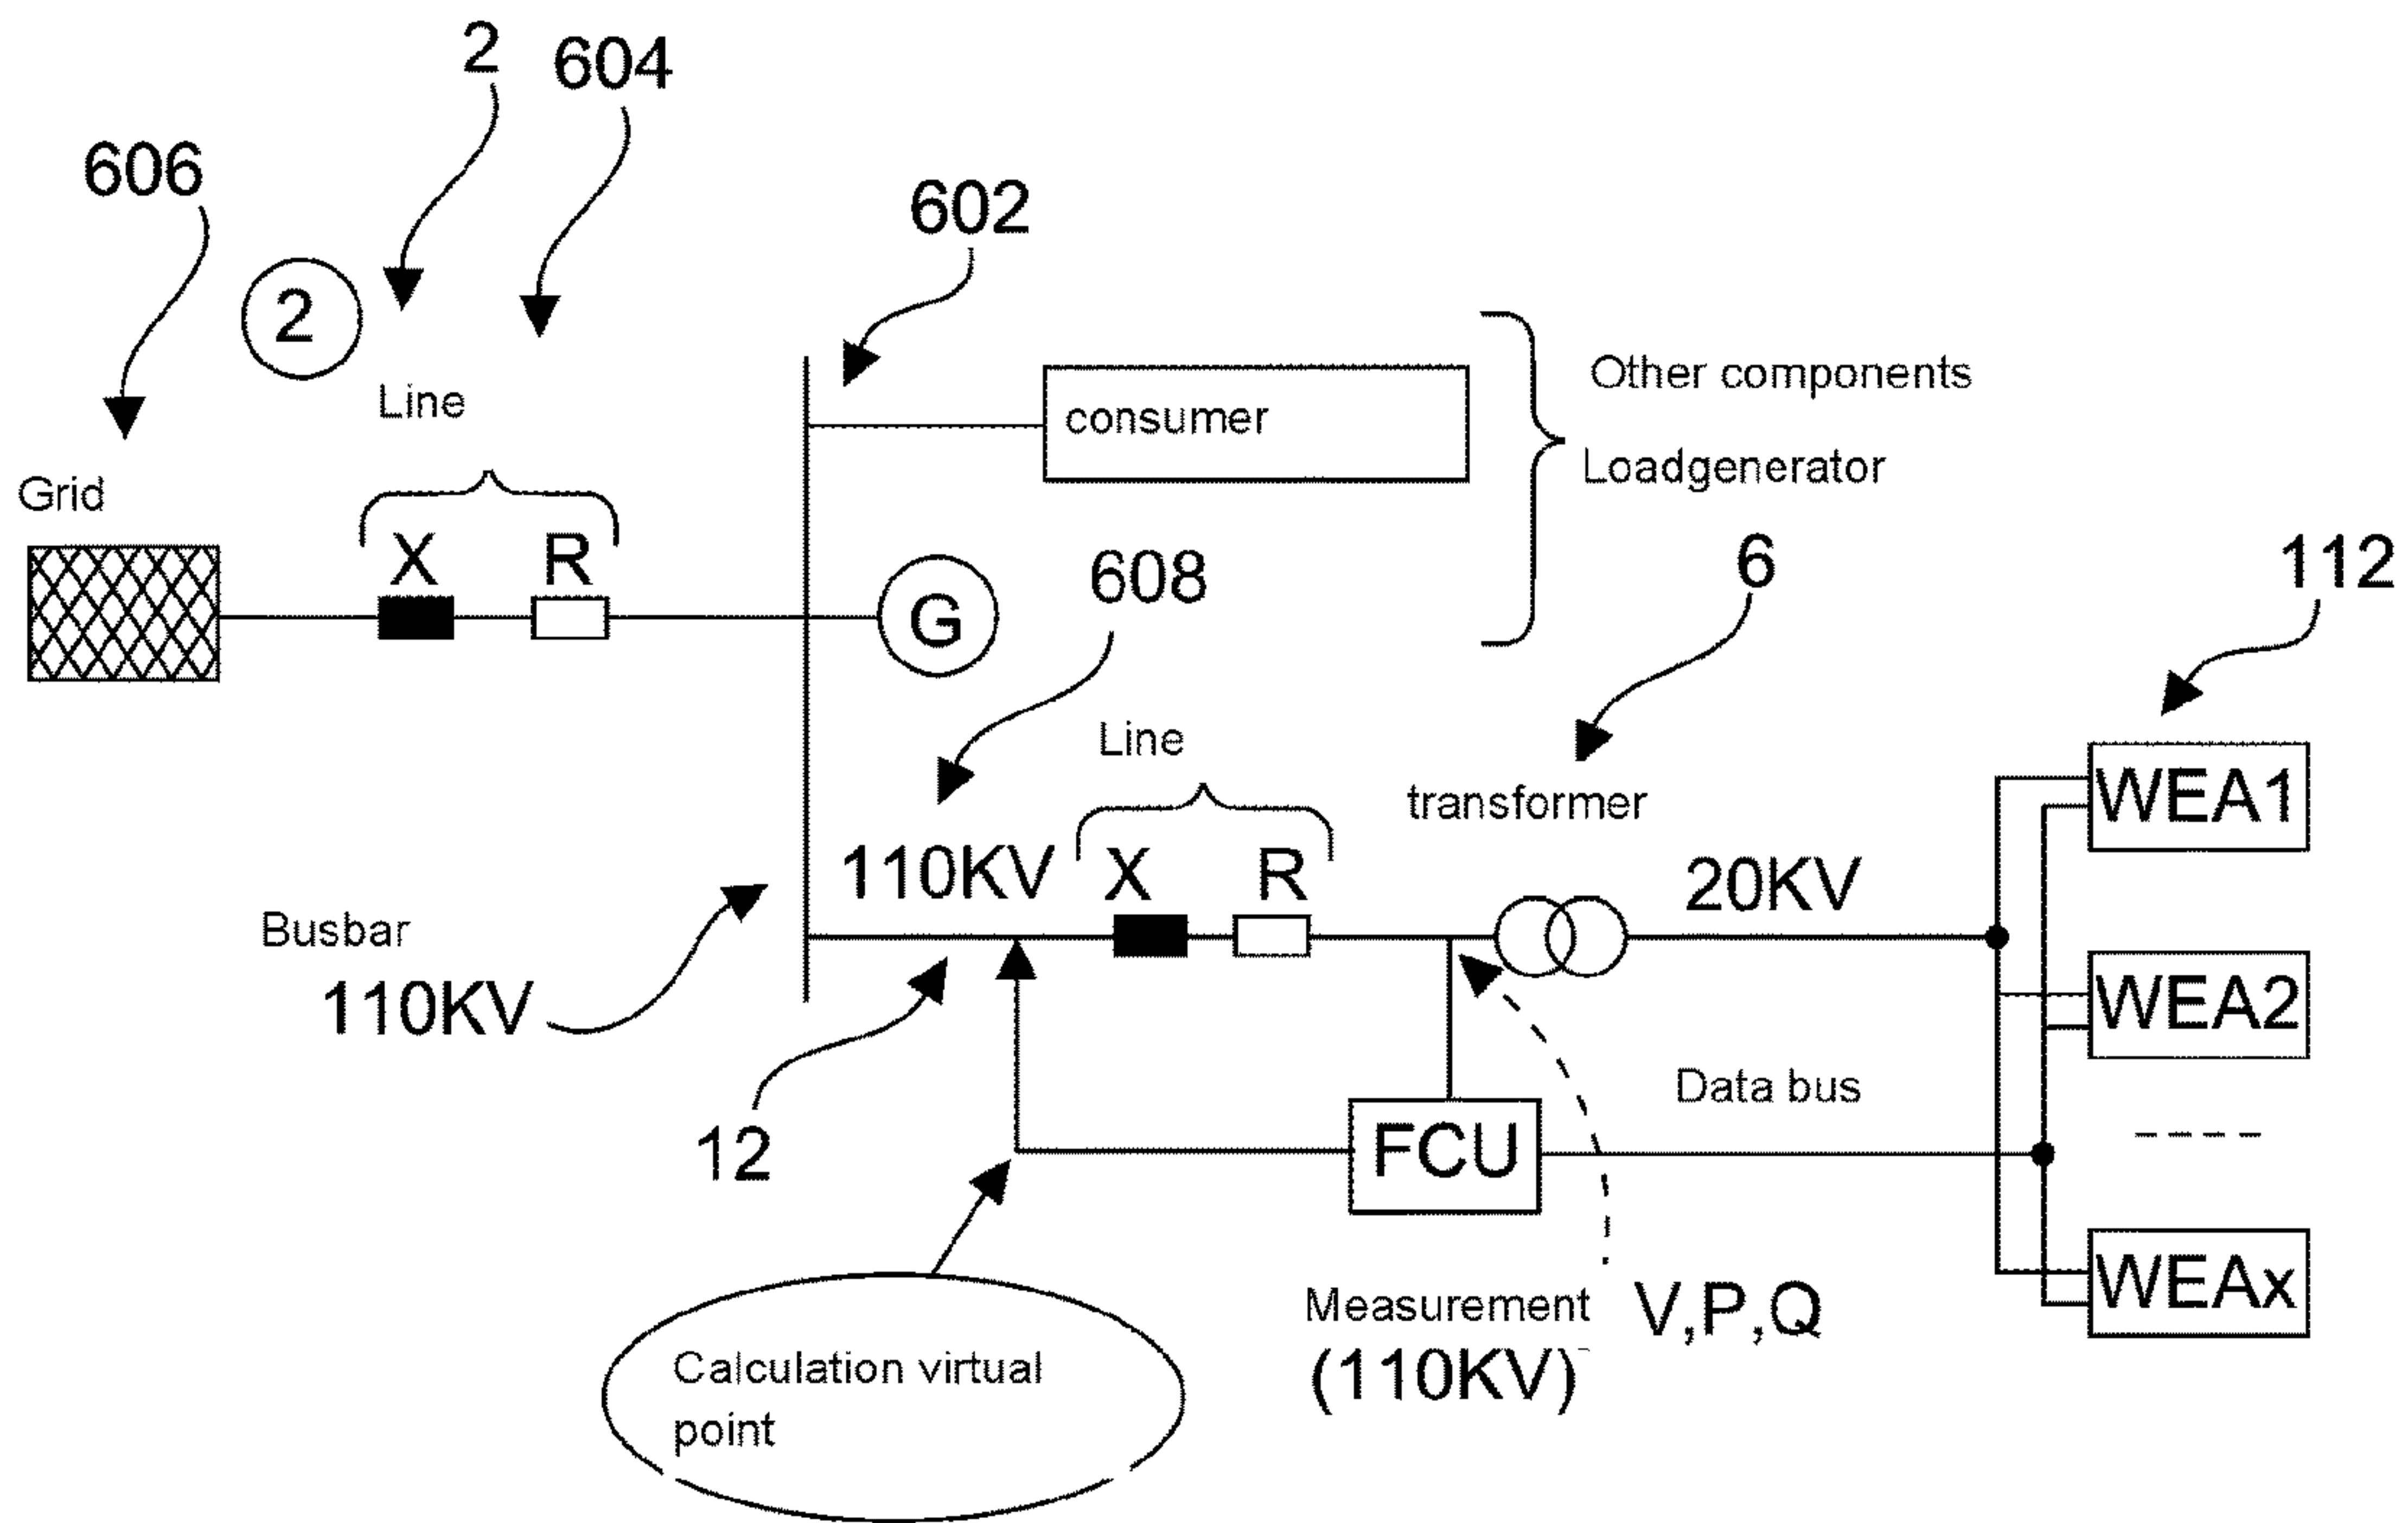 2
604
606
602
2
Line
Grid
X
R
consumer
Other components
Loadgenerator
G
608
6
112
Line
transformer
110KV
X
R
20KV
WEA1
Busbar
110KV
WEA2
12
Data bus
FCU
WEAx
Measurement
(110KV)
V,P,Q
Calculation virtual
point